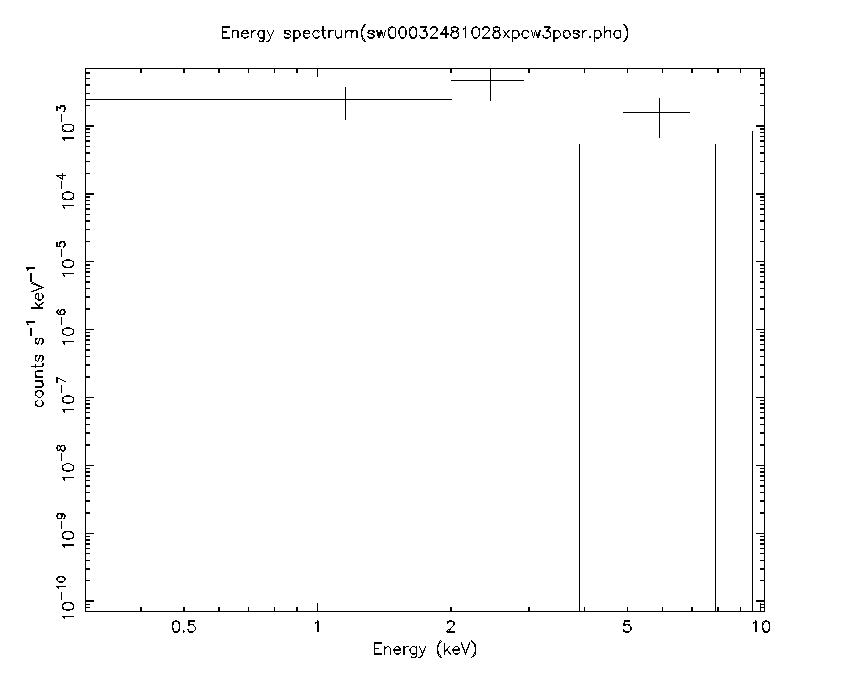 Energy spectrum(sw00032481028xpcw3posr.pha)
counts s⁻¹ keV⁻¹
10⁻³
10⁻⁴
10⁻⁵
10⁻⁶
10⁻⁷
10⁻⁸
10⁻⁹
10⁻¹⁰
0.5 1 2 5 10
Energy (keV)